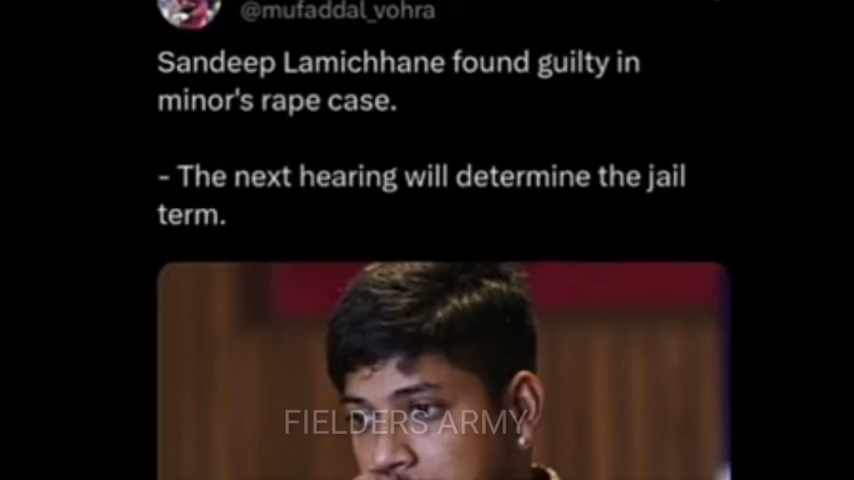 @mufaddal_vohra
Sandeep Lamichhane found guilty in
minor's rape case.
- The next hearing will determine the jail
term.
FIELDERS ARMY